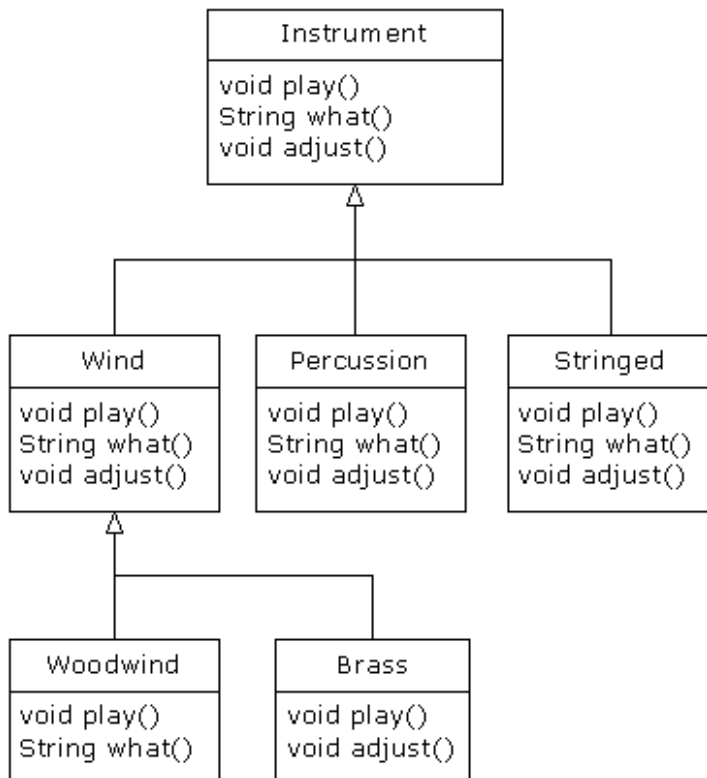 Instrument
void play()
String what()
void adjust()
Wind
void play()
String what()
void adjust()
Percussion
void play()
String what()
void adjust()
Stringed
void play()
String what()
void adjust()
Woodwind
void play()
String what()
Brass
void play()
void adjust()